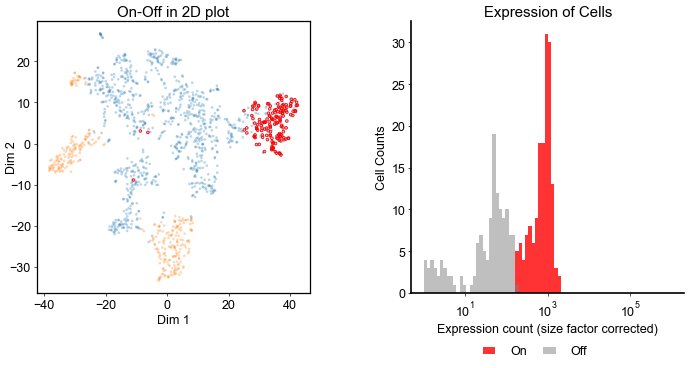 On-Off in 2D plot
20
10
0
−10
−20
−30
−40
−20
0
20
40
Dim 2
Dim 1
Expression of Cells
30
25
20
15
10
5
0
10^1
10^3
10^5
Cell Counts
Expression count (size factor corrected)
On
Off